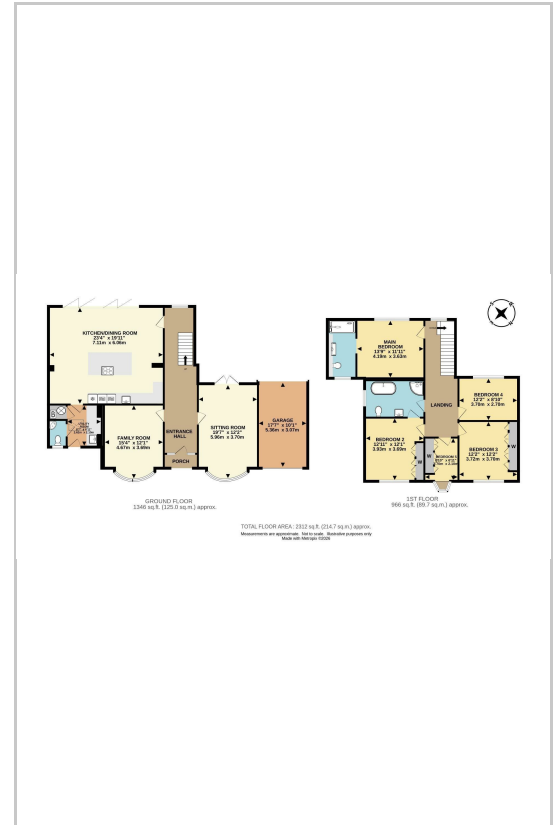 KITCHEN/DINING ROOM
23'4" x 19'11"
7.11m x 6.06m
UTILITY
FAMILY ROOM
15'4" x 12'1"
4.67m x 3.69m
ENTRANCE
HALL
PORCH
SITTING ROOM
19'7" x 12'2"
5.96m x 3.70m
GARAGE
17'7" x 10'1"
5.36m x 3.07m
GROUND FLOOR
1346 sq.ft. (125.0 sq.m.) approx.
MAIN
BEDROOM
13'9" x 11'11"
4.19m x 3.63m
LANDING
BEDROOM 4
12'2" x 8'10"
3.70m x 2.70m
BEDROOM 2
12'11" x 12'1"
3.93m x 3.69m
W
BEDROOM 5
W
BEDROOM 3
12'2" x 12'2"
3.72m x 3.70m
W
1ST FLOOR
966 sq.ft. (89.7 sq.m.) approx.
TOTAL FLOOR AREA : 2312 sq.ft. (214.7 sq.m.) approx.
Measurements are approximate. Not to scale. Illustrative purposes only
Made with Metropix ©2026